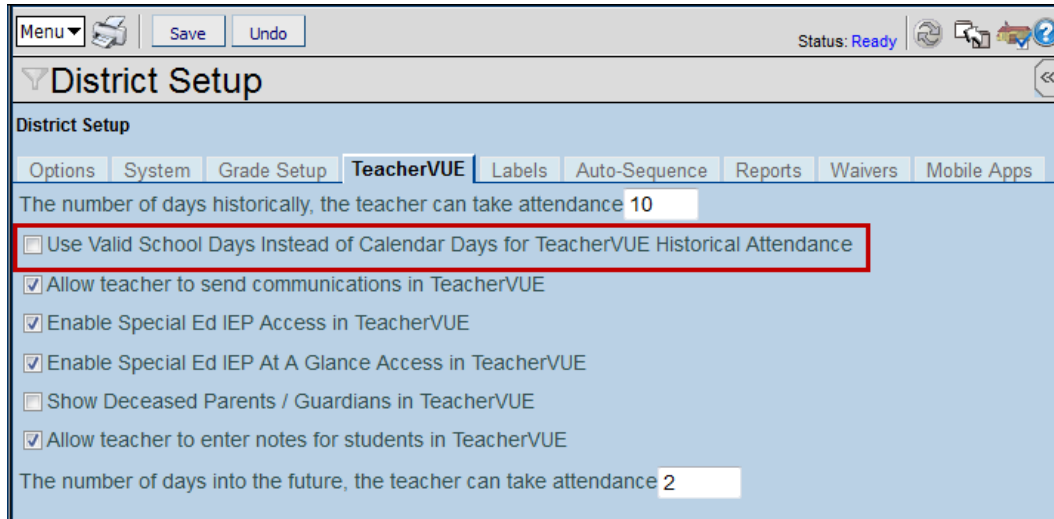 Menu Save Undo Status: Ready
District Setup
District Setup
Options System Grade Setup TeacherVUE Labels Auto-Sequence Reports Waivers Mobile Apps
The number of days historically, the teacher can take attendance 10
Use Valid School Days Instead of Calendar Days for TeacherVUE Historical Attendance
Allow teacher to send communications in TeacherVUE
Enable Special Ed IEP Access in TeacherVUE
Enable Special Ed IEP At A Glance Access in TeacherVUE
Show Deceased Parents / Guardians in TeacherVUE
Allow teacher to enter notes for students in TeacherVUE
The number of days into the future, the teacher can take attendance 2